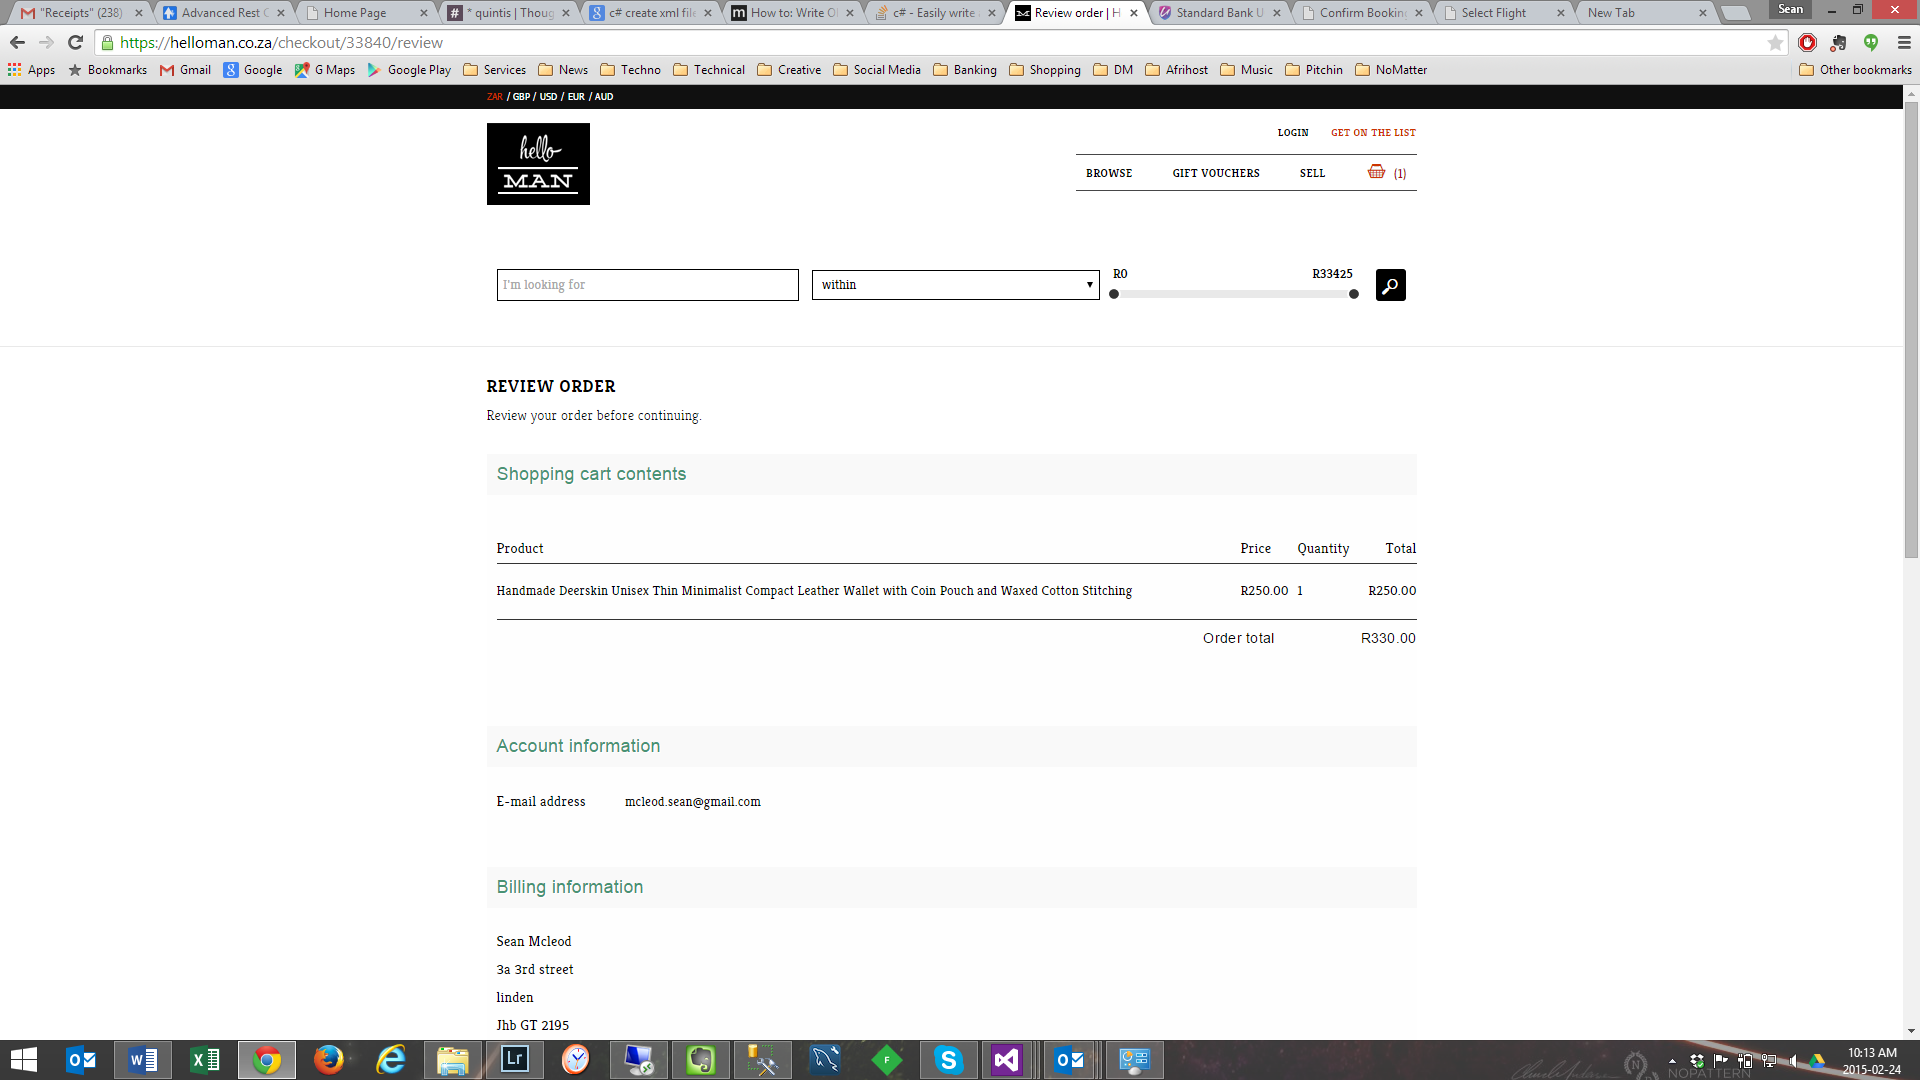 "Receipts" (238)
Advanced Rest C
Home Page
* quintis | Thoug
c# create xml file
How to: Write O
c# - Easily write
Review order | H
Standard Bank U
Confirm Booking
Select Flight
New Tab
Sean
https://helloman.co.za/checkout/33840/review
Apps Bookmarks Gmail Google G Maps Google Play Services News Techno Technical Creative Social Media Banking Shopping DM Afrihost Music Pitchin NoMatter Other bookmarks
ZAR / GBP / USD / EUR / AUD
hello
MAN
LOGIN GET ON THE LIST
BROWSE GIFT VOUCHERS SELL (1)
I'm looking for
within
R0 R33425
REVIEW ORDER
Review your order before continuing.
Shopping cart contents
Product Price Quantity Total
Handmade Deerskin Unisex Thin Minimalist Compact Leather Wallet with Coin Pouch and Waxed Cotton Stitching R250.00 1 R250.00
Order total R330.00
Account information
E-mail address mcleod.sean@gmail.com
Billing information
Sean Mcleod
3a 3rd street
linden
Jhb GT 2195
Lr
10:13 AM
2015-02-24
NOPATTERN